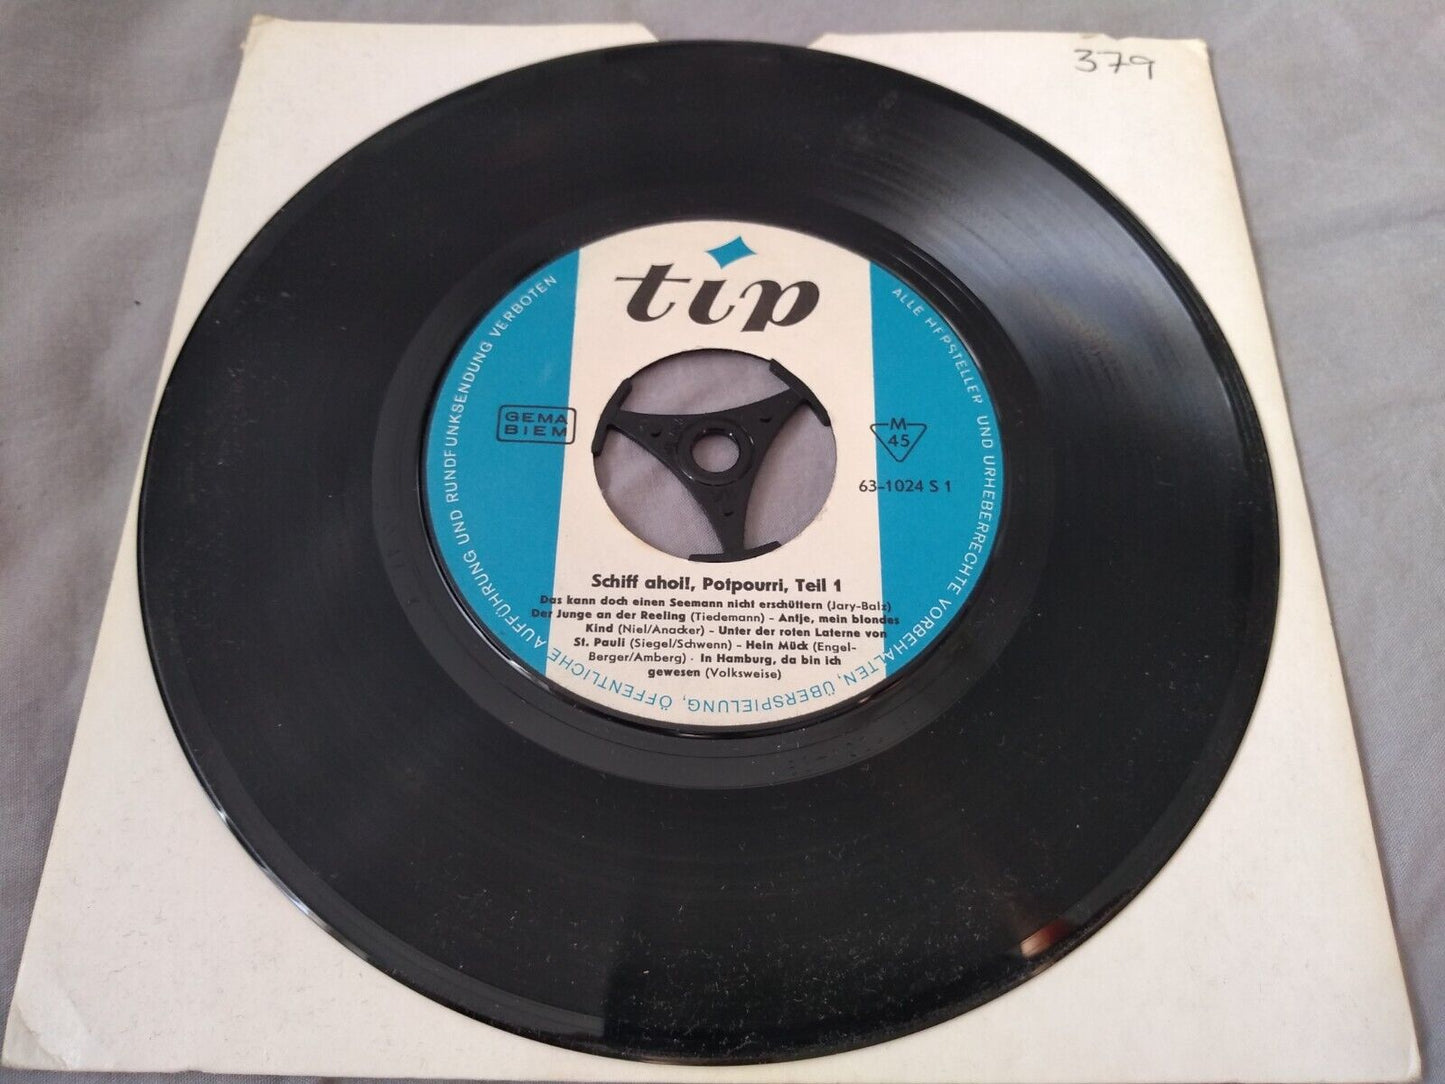 379
tip
ALLE HERSTELLER UND URHEBERRECHTE VORBEHALTEN, ÜBERSPIELUNG, ÖFFENTLICHE AUFFÜHRUNG UND RUNDFUNKSENDUNG VERBOTEN
GEMA
BIEM
M
45
63-1024 S 1
Schiff ahoi!, Potpourri, Teil 1
Das kann doch einen Seemann nicht erschüttern (Jary-Balz)
Der Junge an der Reeling (Tiedemann) - Antje, mein blondes
Kind (Niel/Anacker) - Unter der roten Laterne von
St. Pauli (Siegel/Schwenn) - Hein Mück (Engel-
Berger/Amberg) · In Hamburg, da bin ich
gewesen (Volksweise)